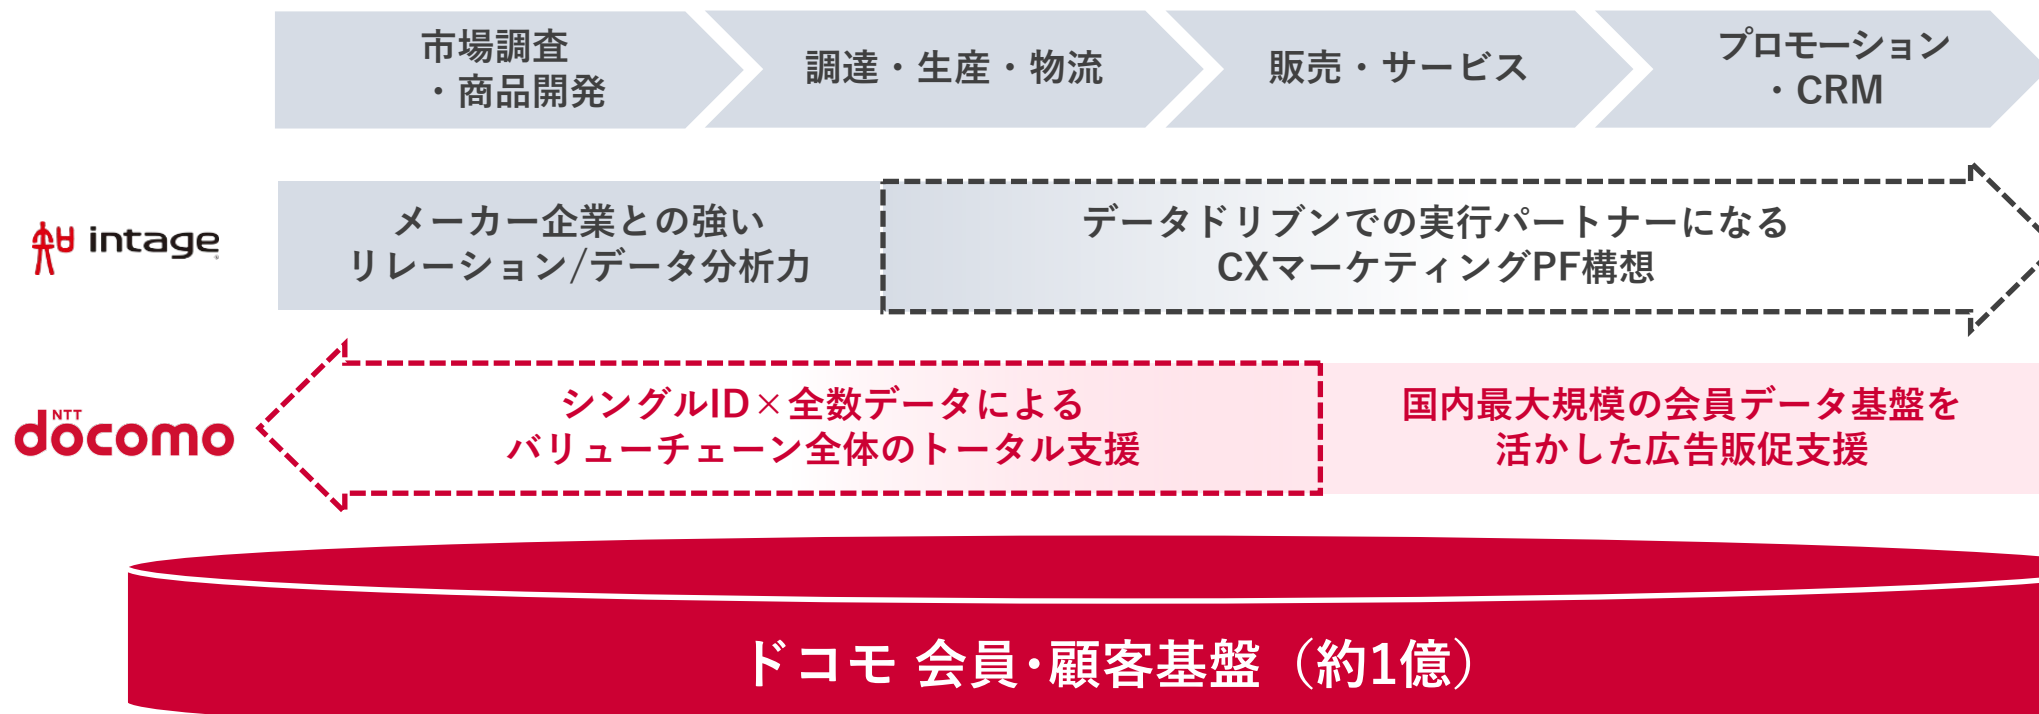 市場調査
・商品開発
調達・生産・物流
販売・サービス
プロモーション
・CRM
intage
メーカー企業との強い
リレーション/データ分析力
データドリブンでの実行パートナーになる
CXマーケティングPF構想
NTT
docomo
シングルID×全数データによる
バリューチェーン全体のトータル支援
国内最大規模の会員データ基盤を
活かした広告販促支援
ドコモ 会員・顧客基盤（約1億）